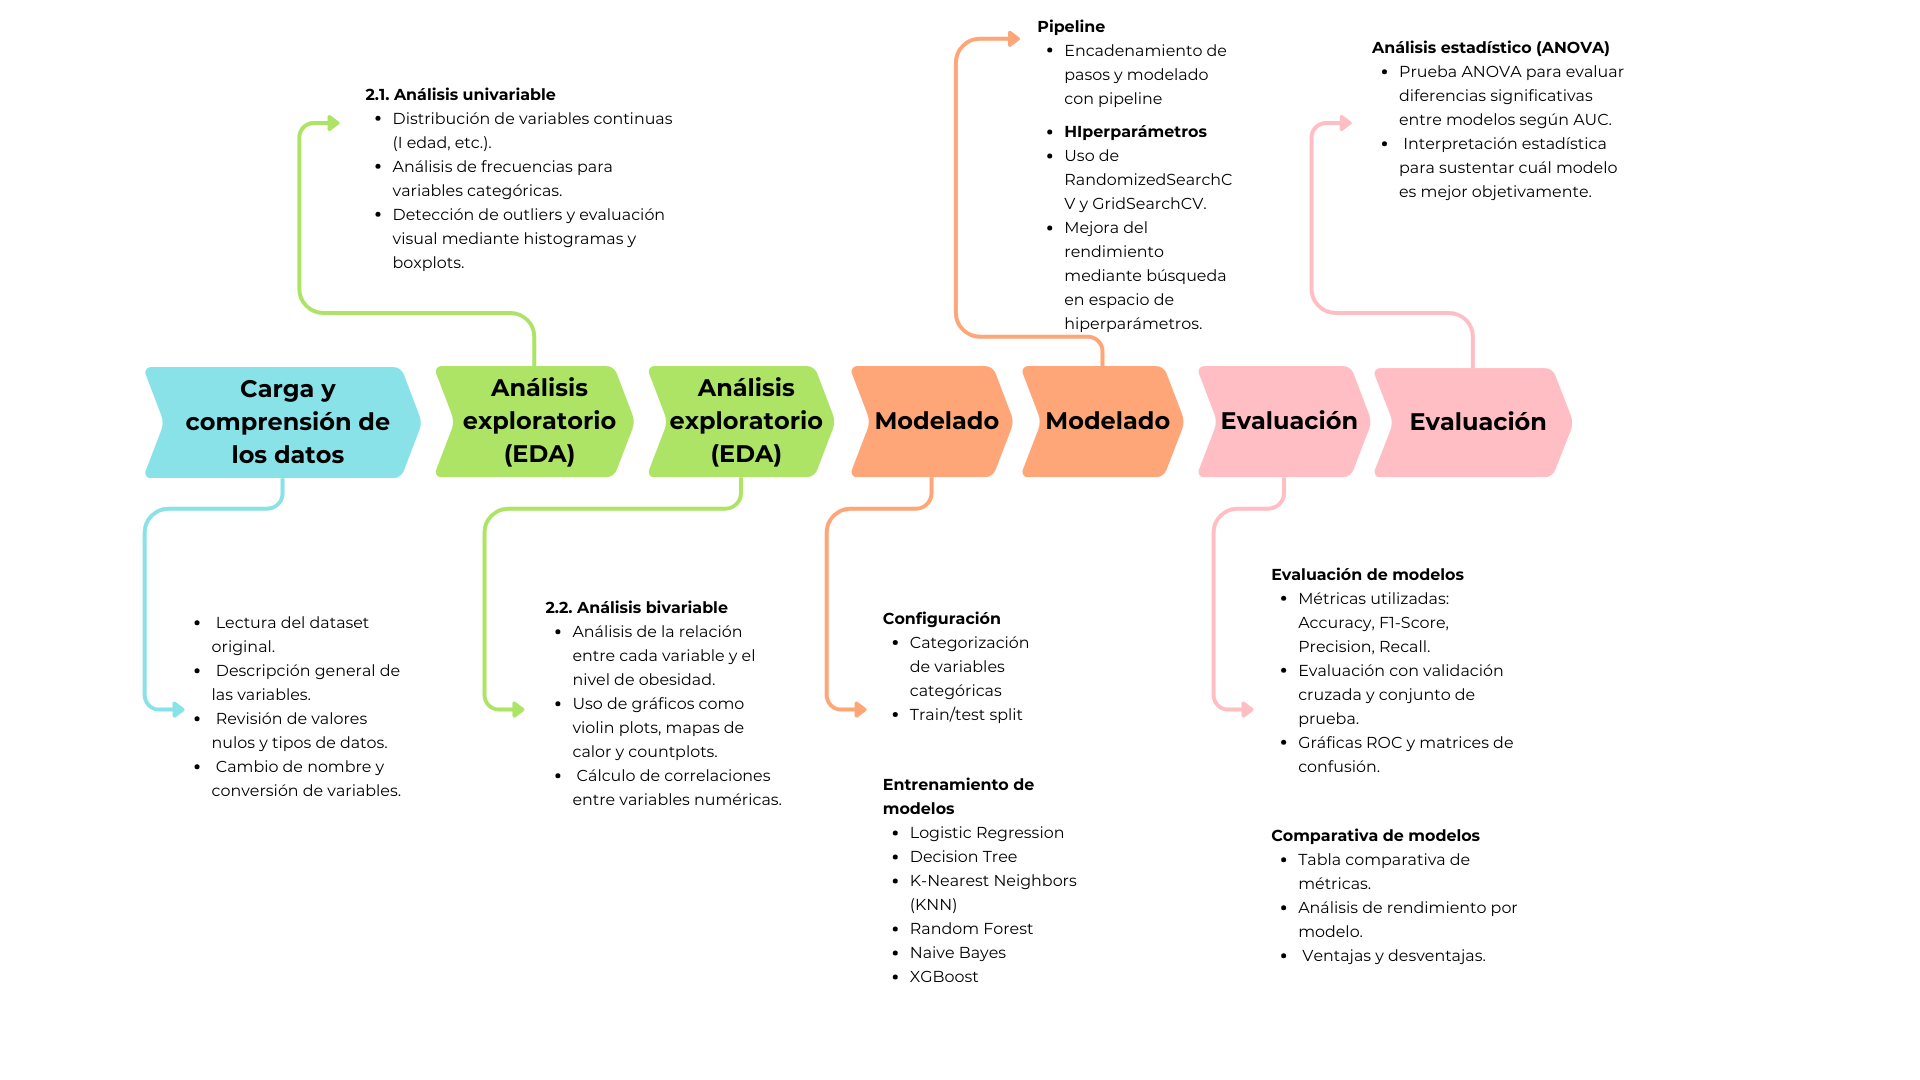 Pipeline
• Encadenamiento de
pasos y modelado
con pipeline
• HIperparámetros
• Uso de
RandomizedSearchC
V y GridSearchCV.
• Mejora del
rendimiento
mediante búsqueda
en espacio de
hiperparámetros.
Análisis estadístico (ANOVA)
• Prueba ANOVA para evaluar
diferencias significativas
entre modelos según AUC.
• Interpretación estadística
para sustentar cuál modelo
es mejor objetivamente.
2.1. Análisis univariable
• Distribución de variables continuas
(I edad, etc.).
• Análisis de frecuencias para
variables categóricas.
• Detección de outliers y evaluación
visual mediante histogramas y
boxplots.
Carga y
comprensión de
los datos
Análisis
exploratorio
(EDA)
Análisis
exploratorio
(EDA)
Modelado
Modelado
Evaluación
Evaluación
• Lectura del dataset
original.
• Descripción general de
las variables.
• Revisión de valores
nulos y tipos de datos.
• Cambio de nombre y
conversión de variables.
2.2. Análisis bivariable
• Análisis de la relación
entre cada variable y el
nivel de obesidad.
• Uso de gráficos como
violin plots, mapas de
calor y countplots.
• Cálculo de correlaciones
entre variables numéricas.
Configuración
• Categorización
de variables
categóricas
• Train/test split
Entrenamiento de
modelos
• Logistic Regression
• Decision Tree
• K-Nearest Neighbors
(KNN)
• Random Forest
• Naive Bayes
• XGBoost
Evaluación de modelos
• Métricas utilizadas:
Accuracy, F1-Score,
Precision, Recall.
• Evaluación con validación
cruzada y conjunto de
prueba.
• Gráficas ROC y matrices de
confusión.
Comparativa de modelos
• Tabla comparativa de
métricas.
• Análisis de rendimiento por
modelo.
• Ventajas y desventajas.